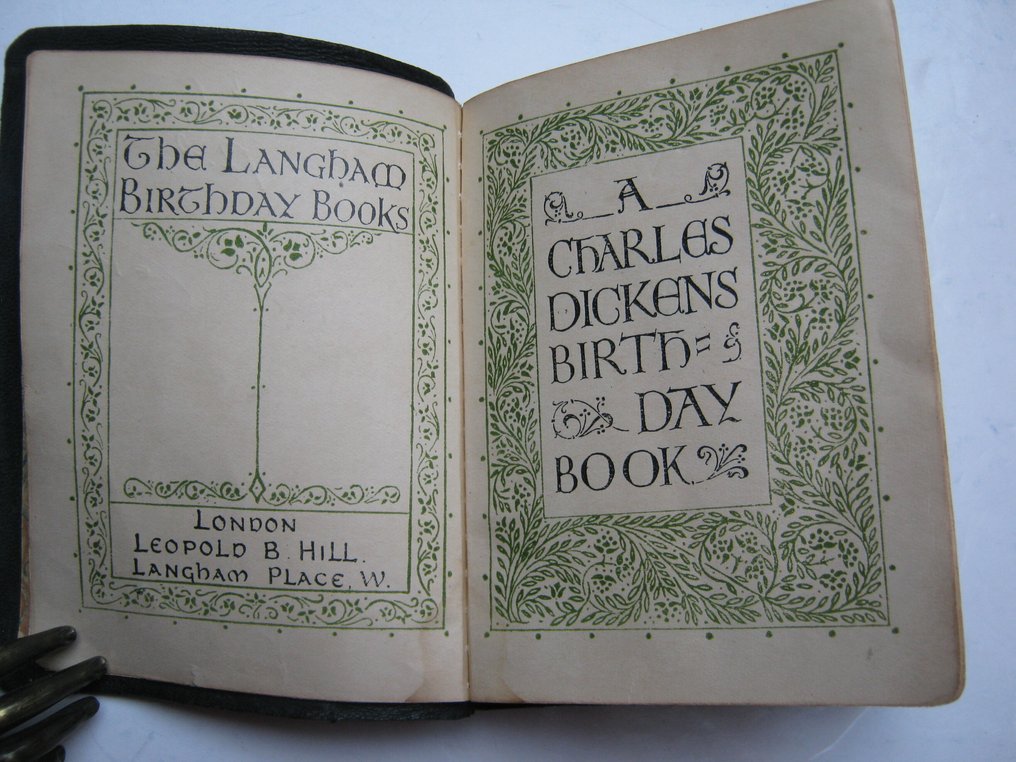 The Langham
Birthday Books
London
Leopold B. Hill.
Langham Place, W.
A
Charles
Dickens
Birth=
Day
Book